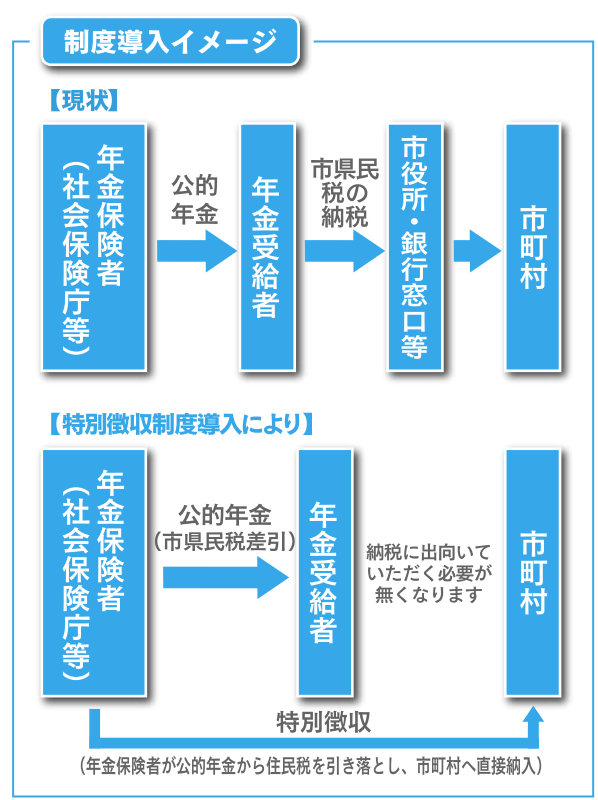 制度導入イメージ
【現状】
年金保険者
（社会保険庁等）
公的
年金
年金受給者
市県民
税の
納税
市役所・銀行窓口等
市町村
【特別徴収制度導入により】
年金保険者
（社会保険庁等）
公的年金
（市県民税差引）
年金受給者
納税に出向いて
いただく必要が
無くなります
市町村
特別徴収
（年金保険者が公的年金から住民税を引き落とし、市町村へ直接納入）